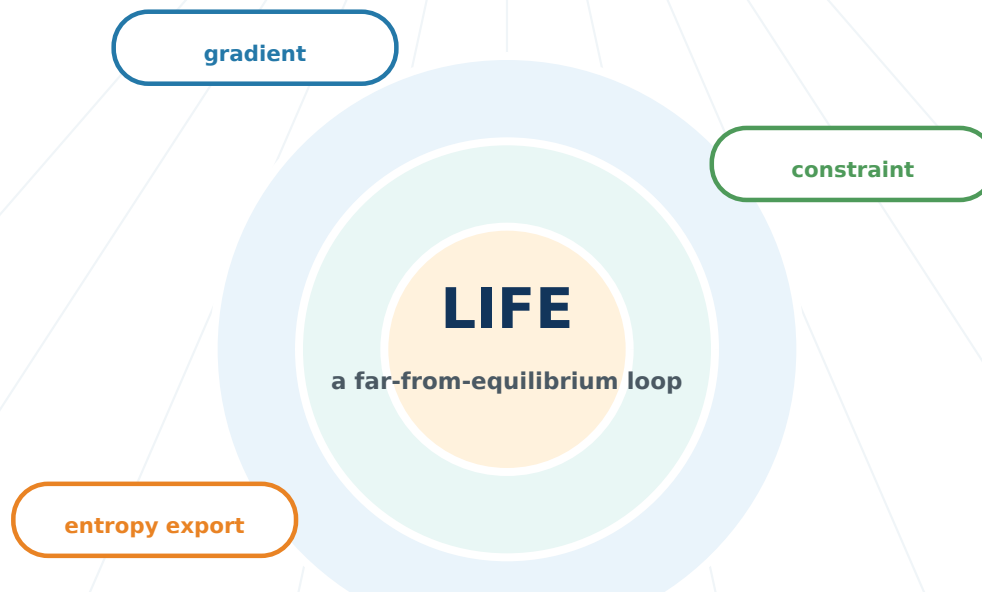 gradient
constraint
LIFE
a far-from-equilibrium loop
entropy export